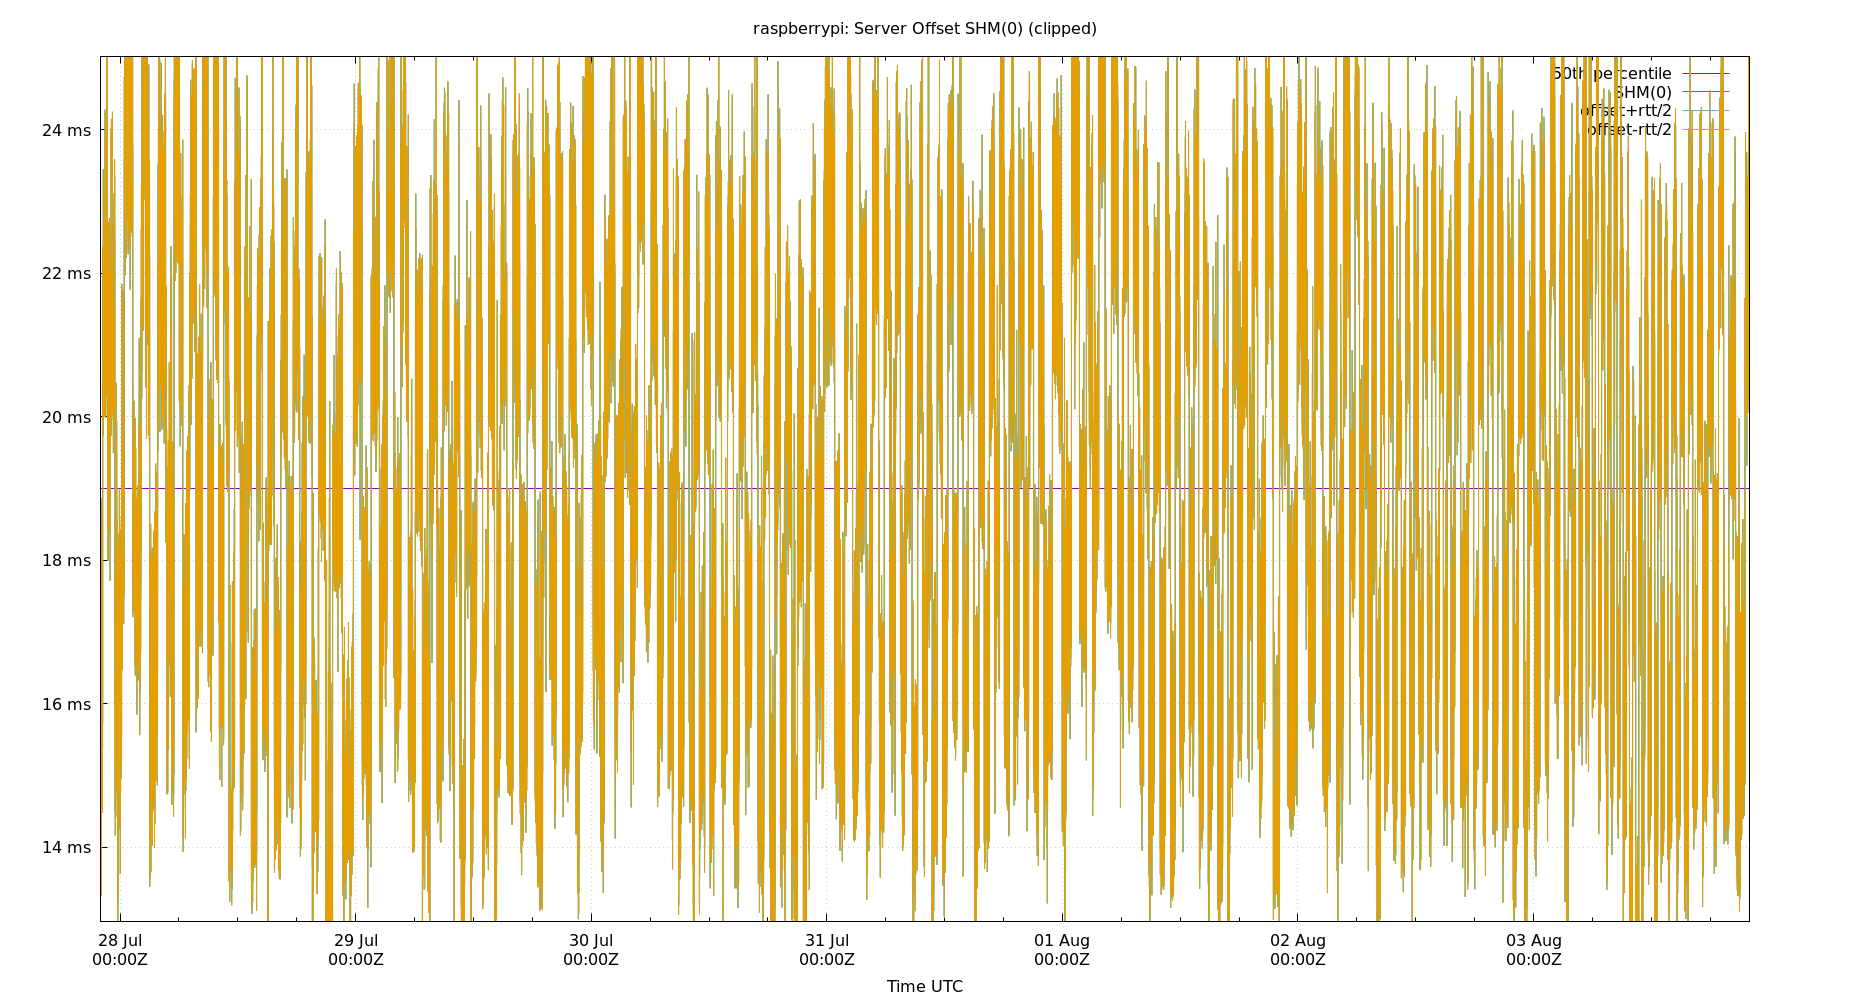 raspberrypi: Server Offset SHM(0) (clipped)
50th percentile
SHM(0)
offset+rtt/2
offset-rtt/2
24 ms
22 ms
20 ms
18 ms
16 ms
14 ms
28 Jul 29 Jul 30 Jul 31 Jul 01 Aug 02 Aug 03 Aug
00:00Z 00:00Z 00:00Z 00:00Z 00:00Z 00:00Z 00:00Z
Time UTC